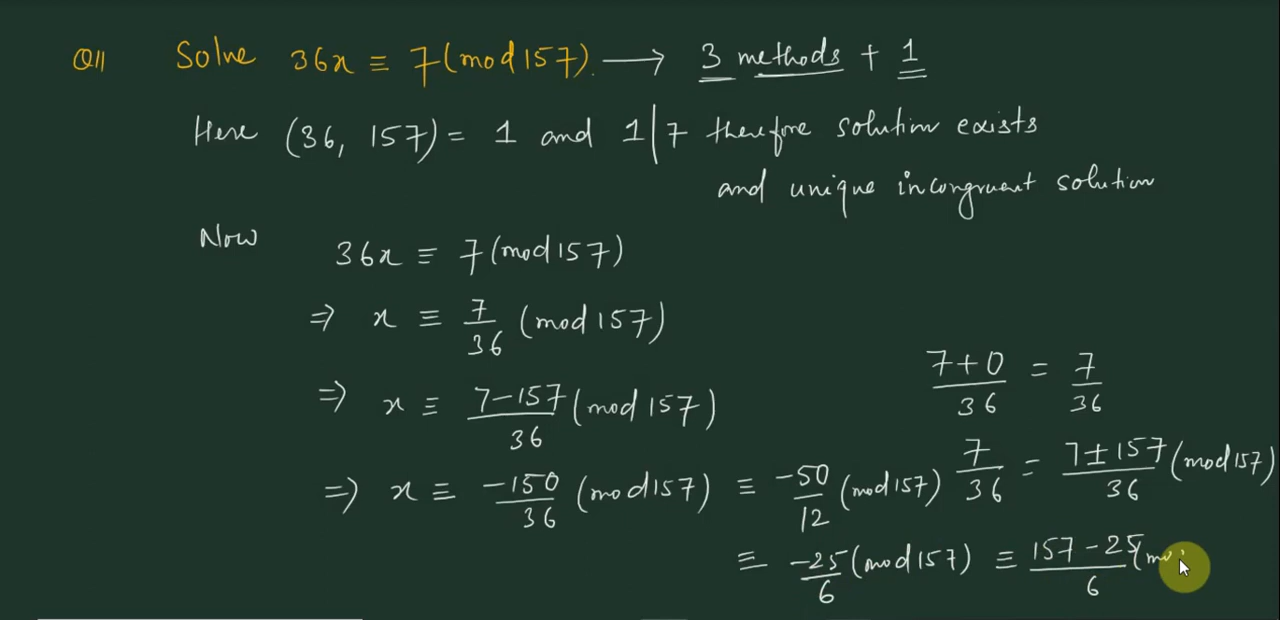 Q11 Solve 36x ≡ 7(mod 157). → 3 methods + 1
Here (36, 157) = 1 and 1|7 therefore solution exists
and unique incongruent solution
Now 36x ≡ 7(mod 157)
⇒ x ≡ 7/36 (mod 157)
⇒ x ≡ (7-157)/36 (mod 157)
⇒ x ≡ -150/36 (mod 157) ≡ -50/12 (mod 157)
≡ -25/6 (mod 157) ≡ (157-25)/6 (mo
(7+0)/36 = 7/36
7/36 = (7±157)/36 (mod 157)